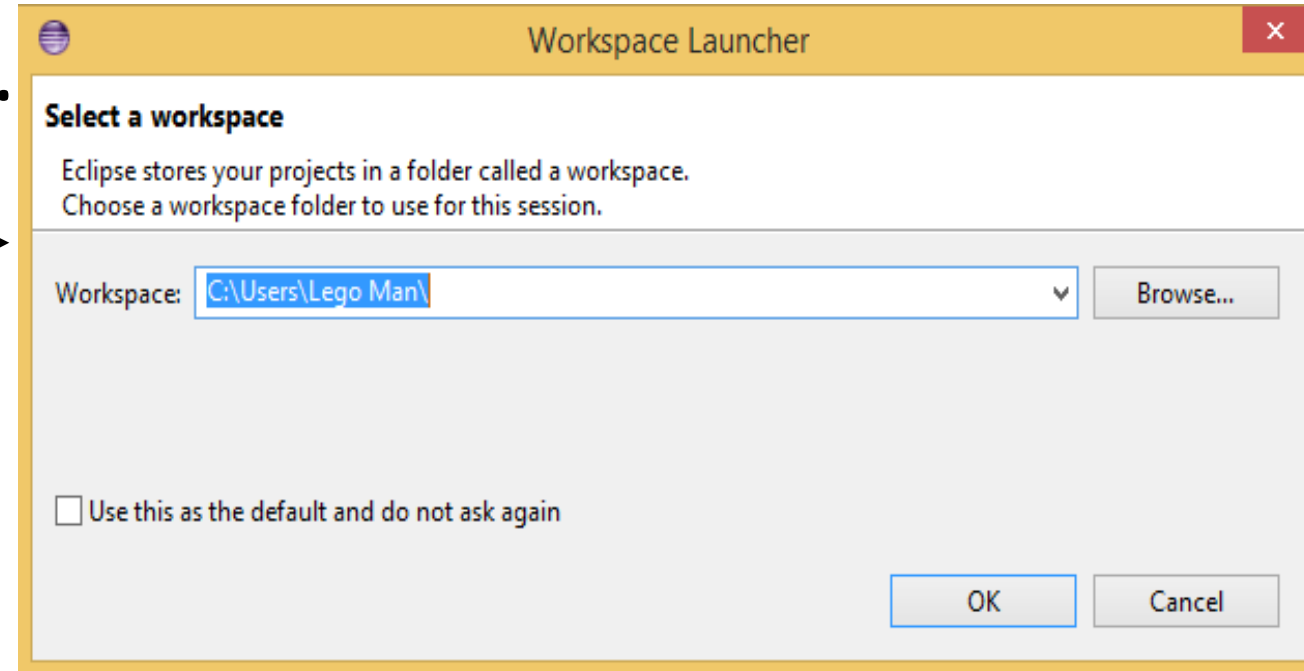 Workspace Launcher
Select a workspace
Eclipse stores your projects in a folder called a workspace.
Choose a workspace folder to use for this session.
Workspace: C:\Users\Lego Man\ Browse...
Use this as the default and do not ask again
OK Cancel